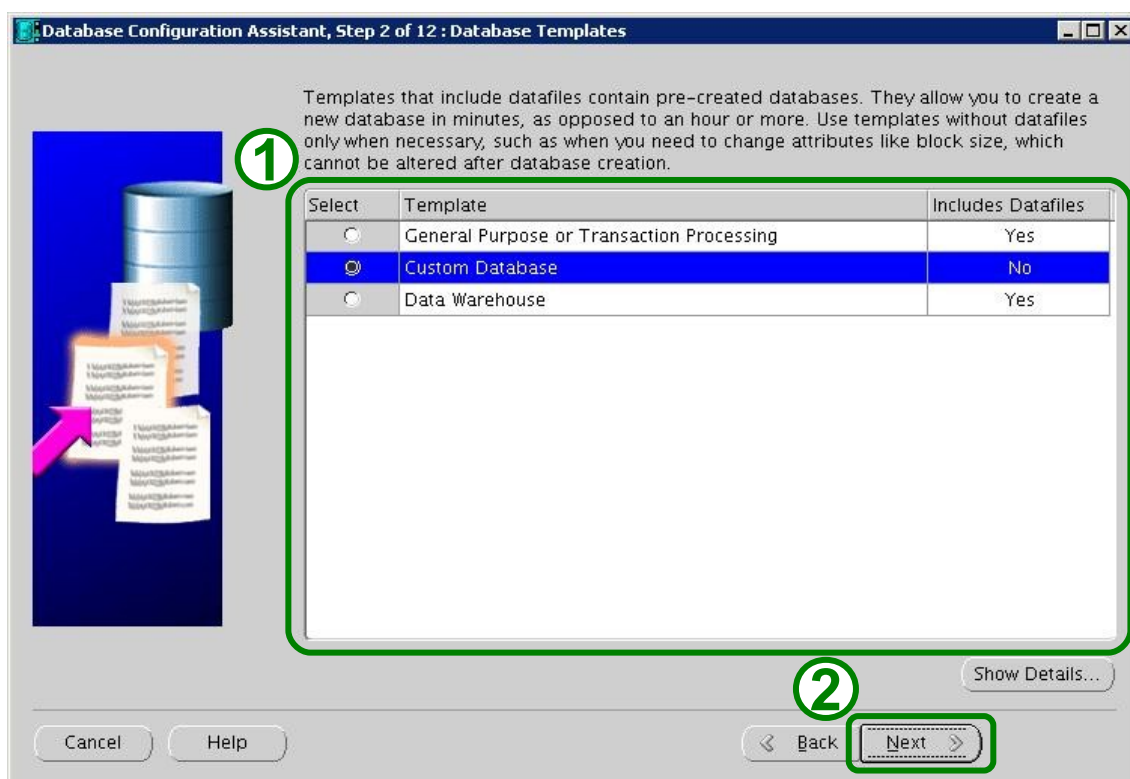 Database Configuration Assistant, Step 2 of 12 : Database Templates
Templates that include datafiles contain pre-created databases. They allow you to create a
new database in minutes, as opposed to an hour or more. Use templates without datafiles
only when necessary, such as when you need to change attributes like block size, which
cannot be altered after database creation.
1
Select Template Includes Datafiles
General Purpose or Transaction Processing Yes
Custom Database No
Data Warehouse Yes
Show Details...
2
Cancel Help Back Next